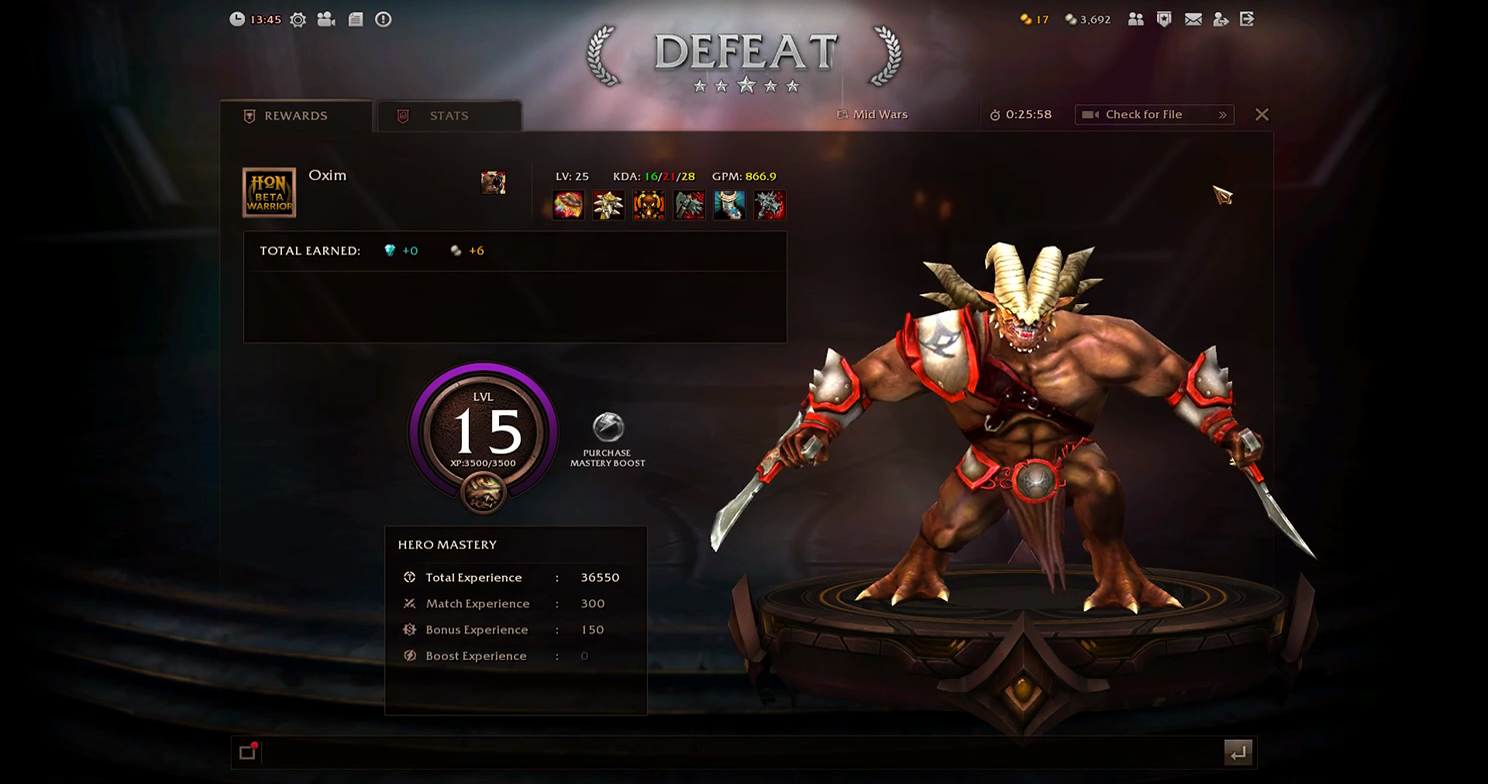 13:45
17
3,692
DEFEAT
REWARDS
STATS
Mid Wars
0:25:58
Check for File
HON
BETA
WARRIOR
Oxim
LV: 25 KDA: 16/21/28 GPM: 866.9
TOTAL EARNED: +0 +6
LVL
15
XP:3500/3500
PURCHASE
MASTERY BOOST
HERO MASTERY
Total Experience : 36550
Match Experience : 300
Bonus Experience : 150
Boost Experience : 0